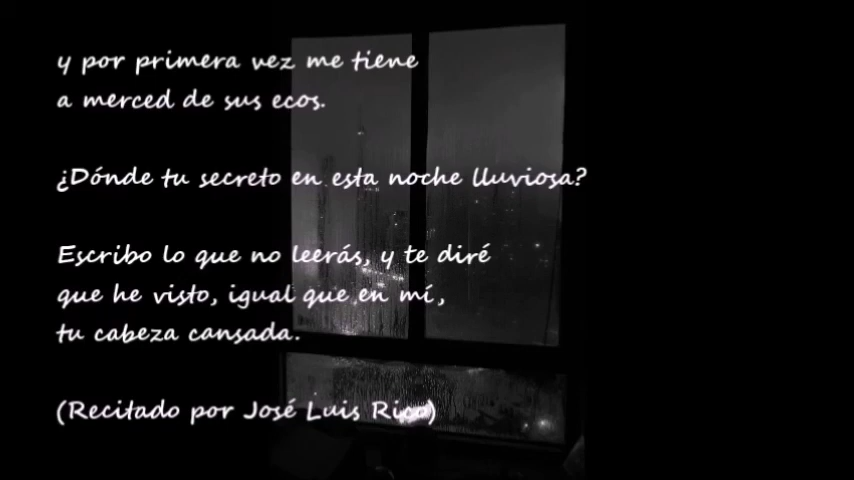 y por primera vez me tiene
a merced de sus ecos.
¿Dónde tu secreto en esta noche lluviosa?
Escribo lo que no leerás, y te diré
que he visto, igual que en mí,
tu cabeza cansada.
(Recitado por José Luis Rico)